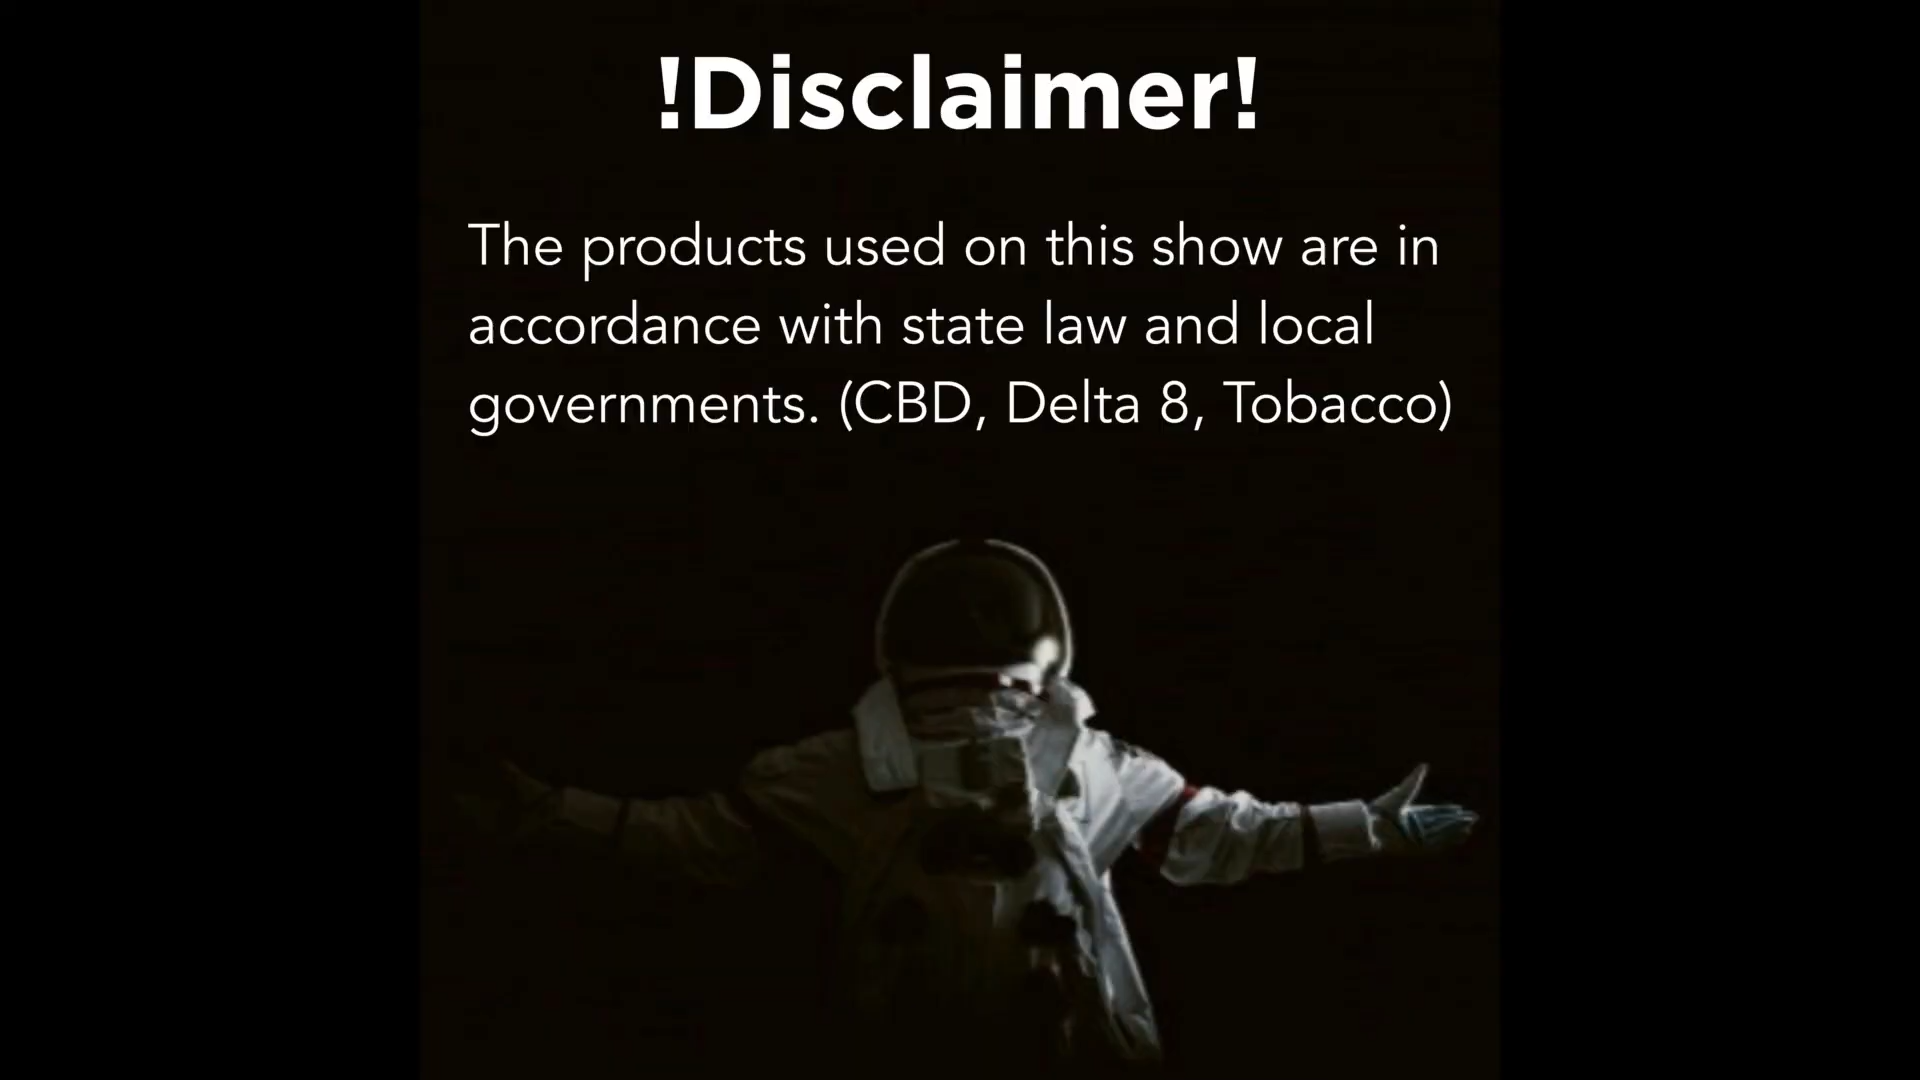 !Disclaimer!
The products used on this show are in
accordance with state law and local
governments. (CBD, Delta 8, Tobacco)